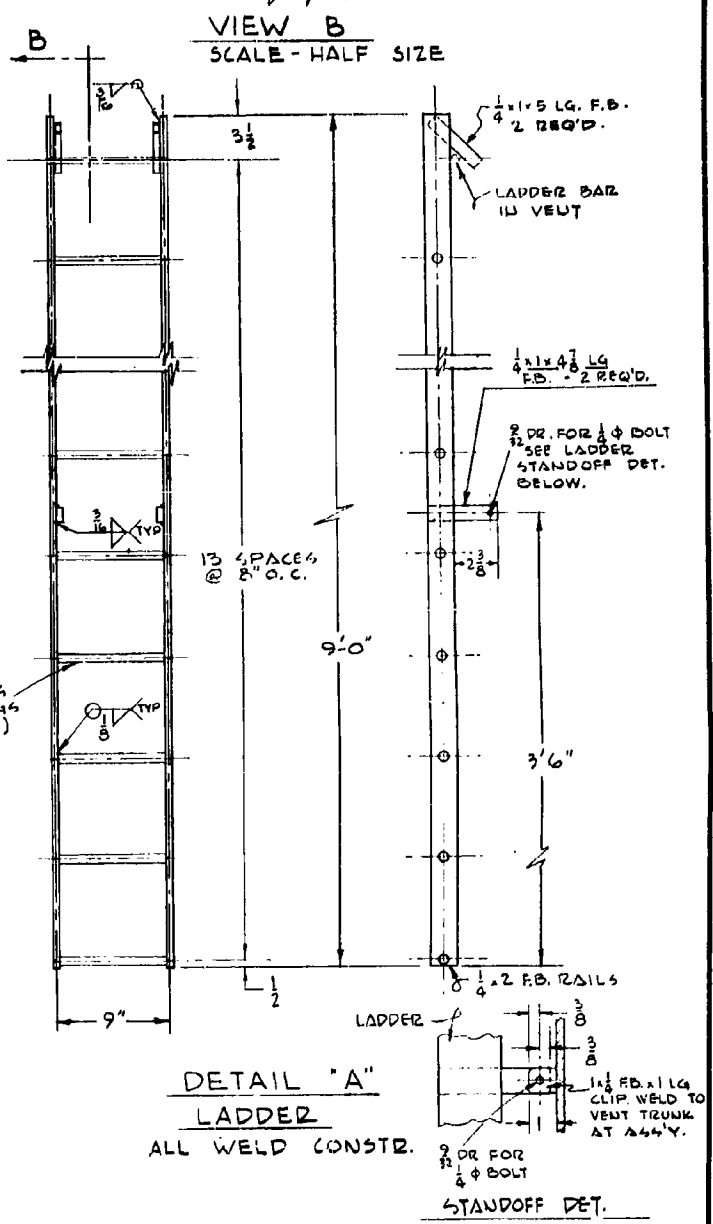 VIEW B
SCALE - HALF SIZE
B
3/16
3 1/2
1/4 x 1 x 5 LG. F.B.
2 REQ'D.
LADDER BAR
IN VENT
1/4 x 1 x 4 7/8 LG
F.B. - 2 REQ'D.
9/32 DR. FOR 1/4 φ BOLT
SEE LADDER
STANDOFF DET.
BELOW.
3/16 TYP
13 SPACES
@ 8" O.C.
2 3/8
9'-0"
1/8 TYP
3'6"
1/2
1/4 x 2 F.B. RAILS
9"
LADDER
3/8
3/8
1 x 1/4 F.B. x 1 LG
CLIP. WELD TO
VENT TRUNK
AT ASS'Y.
DETAIL "A"
LADDER
ALL WELD CONSTR.
9/32 DR FOR
1/4 φ BOLT
STANDOFF DET.